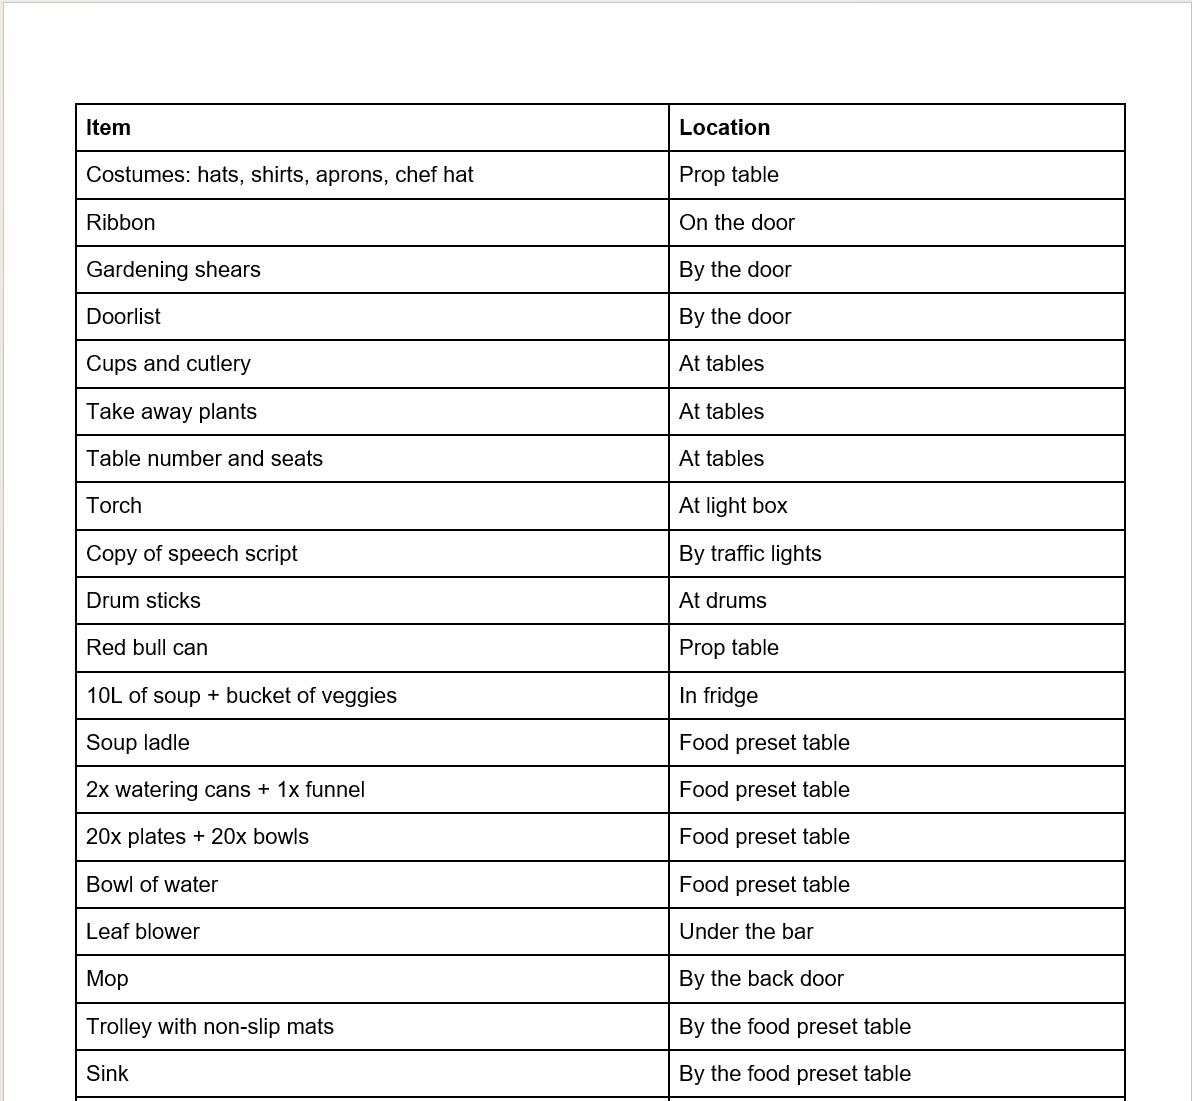 Item Location
Costumes: hats, shirts, aprons, chef hat Prop table
Ribbon On the door
Gardening shears By the door
Doorlist By the door
Cups and cutlery At tables
Take away plants At tables
Table number and seats At tables
Torch At light box
Copy of speech script By traffic lights
Drum sticks At drums
Red bull can Prop table
10L of soup + bucket of veggies In fridge
Soup ladle Food preset table
2x watering cans + 1x funnel Food preset table
20x plates + 20x bowls Food preset table
Bowl of water Food preset table
Leaf blower Under the bar
Mop By the back door
Trolley with non-slip mats By the food preset table
Sink By the food preset table